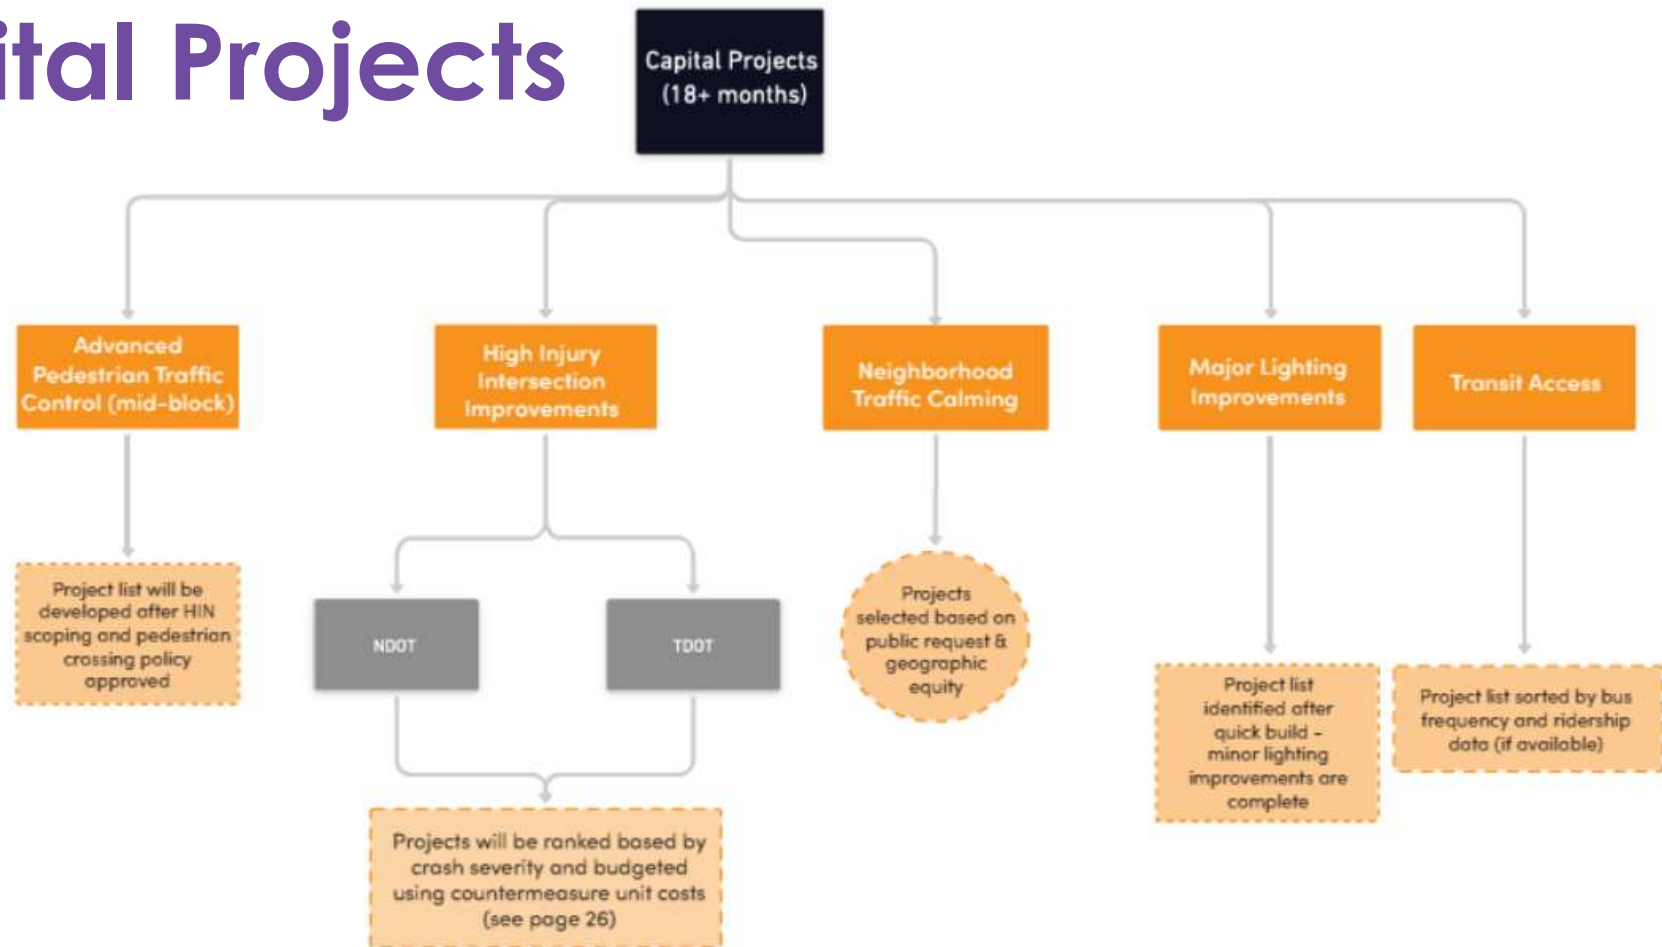 ital Projects
Capital Projects
(18+ months)
Advanced
Pedestrian Traffic
Control (mid-block)
High Injury
Intersection
Improvements
Neighborhood
Traffic Calming
Major Lighting
Improvements
Transit Access
Project list will be
developed after HIN
scoping and pedestrian
crossing policy
approved
NDOT
TDOT
Projects
selected based on
public request &
geographic
equity
Project list
identified after
quick build -
minor lighting
improvements are
complete
Project list sorted by bus
frequency and ridership
data (if available)
Projects will be ranked based by
crash severity and budgeted
using countermeasure unit costs
(see page 26)